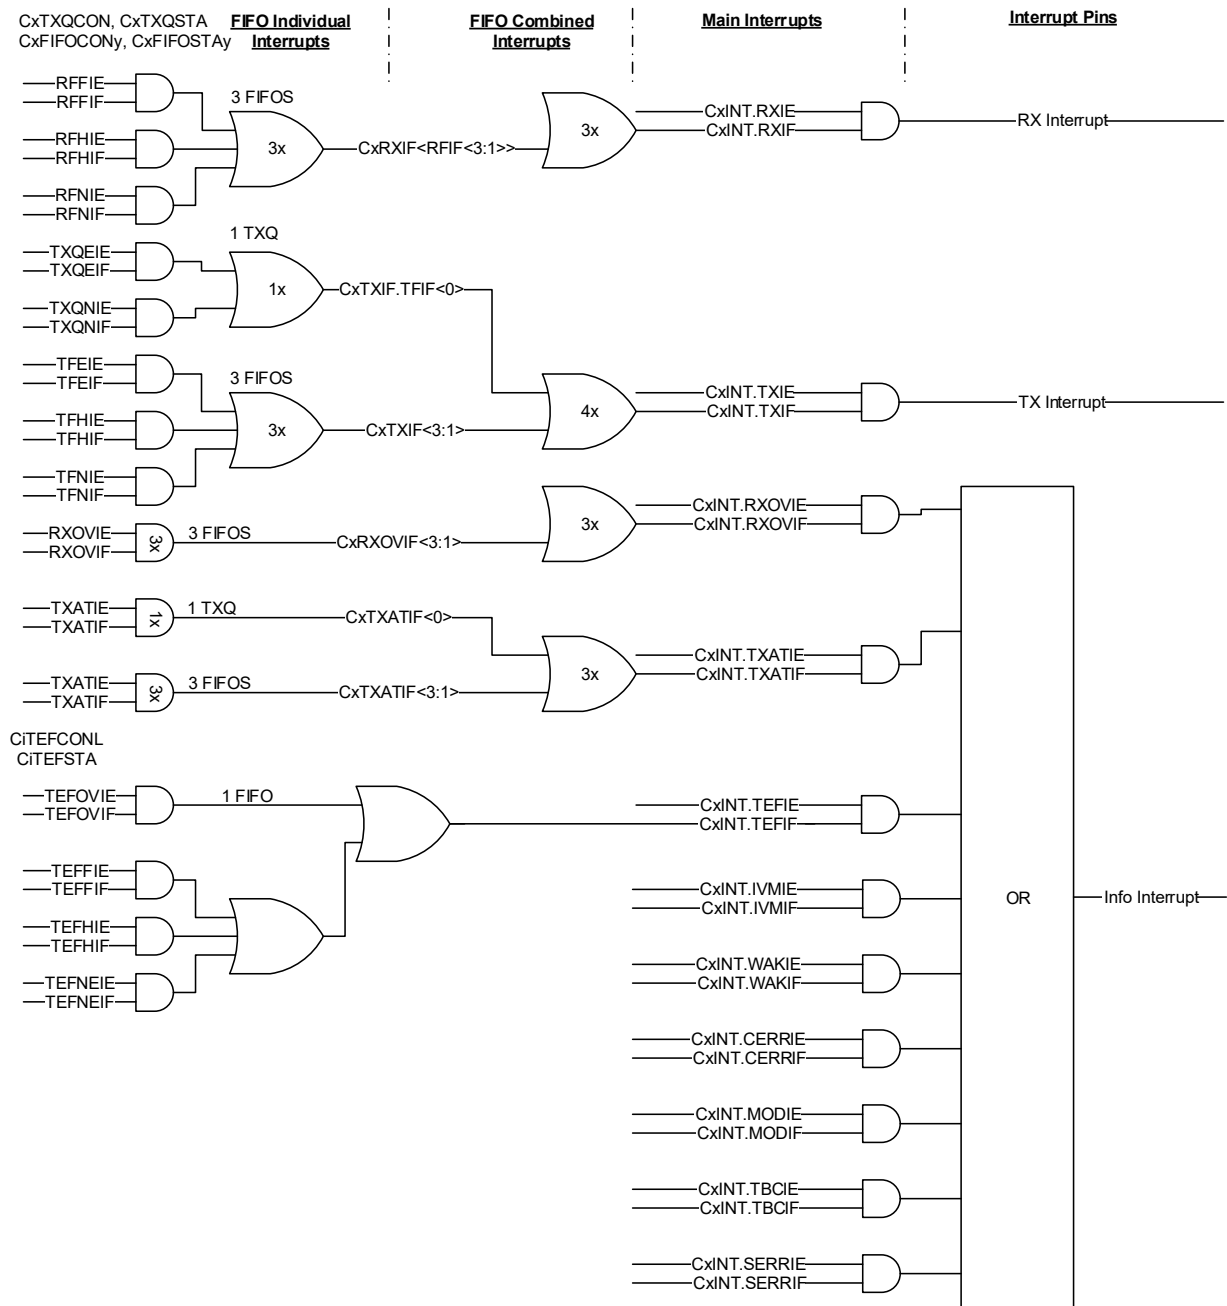 CxTXQCON, CxTXQSTA
CxFIFOCONy, CxFIFOSTAy
FIFO Individual
Interrupts
FIFO Combined
Interrupts
Main Interrupts
Interrupt Pins
RFFIE
RFFIF
3 FIFOS
RFHIE
RFHIF
3x
CxRXIF<RFIF<3:1>>
3x
CxINT.RXIE
CxINT.RXIF
RX Interrupt
RFNIE
RFNIF
1 TXQ
TXQEIE
TXQEIF
1x
CxTXIF.TFIF<0>
TXQNIE
TXQNIF
TFEIE
TFEIF
3 FIFOS
TFHIE
TFHIF
3x
CxTXIF<3:1>
4x
CxINT.TXIE
CxINT.TXIF
TX Interrupt
TFNIE
TFNIF
RXOVIE
RXOVIF
3x
3 FIFOS
CxRXOVIF<3:1>
3x
CxINT.RXOVIE
CxINT.RXOVIF
TXATIE
TXATIF
1x
1 TXQ
CxTXATIF<0>
3x
CxINT.TXATIE
CxINT.TXATIF
TXATIE
TXATIF
3x
3 FIFOS
CxTXATIF<3:1>
CiTEFCONL
CiTEFSTA
TEFOVIE
TEFOVIF
1 FIFO
CxINT.TEFIE
CxINT.TEFIF
TEFFIE
TEFFIF
CxINT.IVMIE
CxINT.IVMIF
OR
Info Interrupt
TEFHIE
TEFHIF
TEFNEIE
TEFNEIF
CxINT.WAKIE
CxINT.WAKIF
CxINT.CERRIE
CxINT.CERRIF
CxINT.MODIE
CxINT.MODIF
CxINT.TBCIE
CxINT.TBCIF
CxINT.SERRIE
CxINT.SERRIF